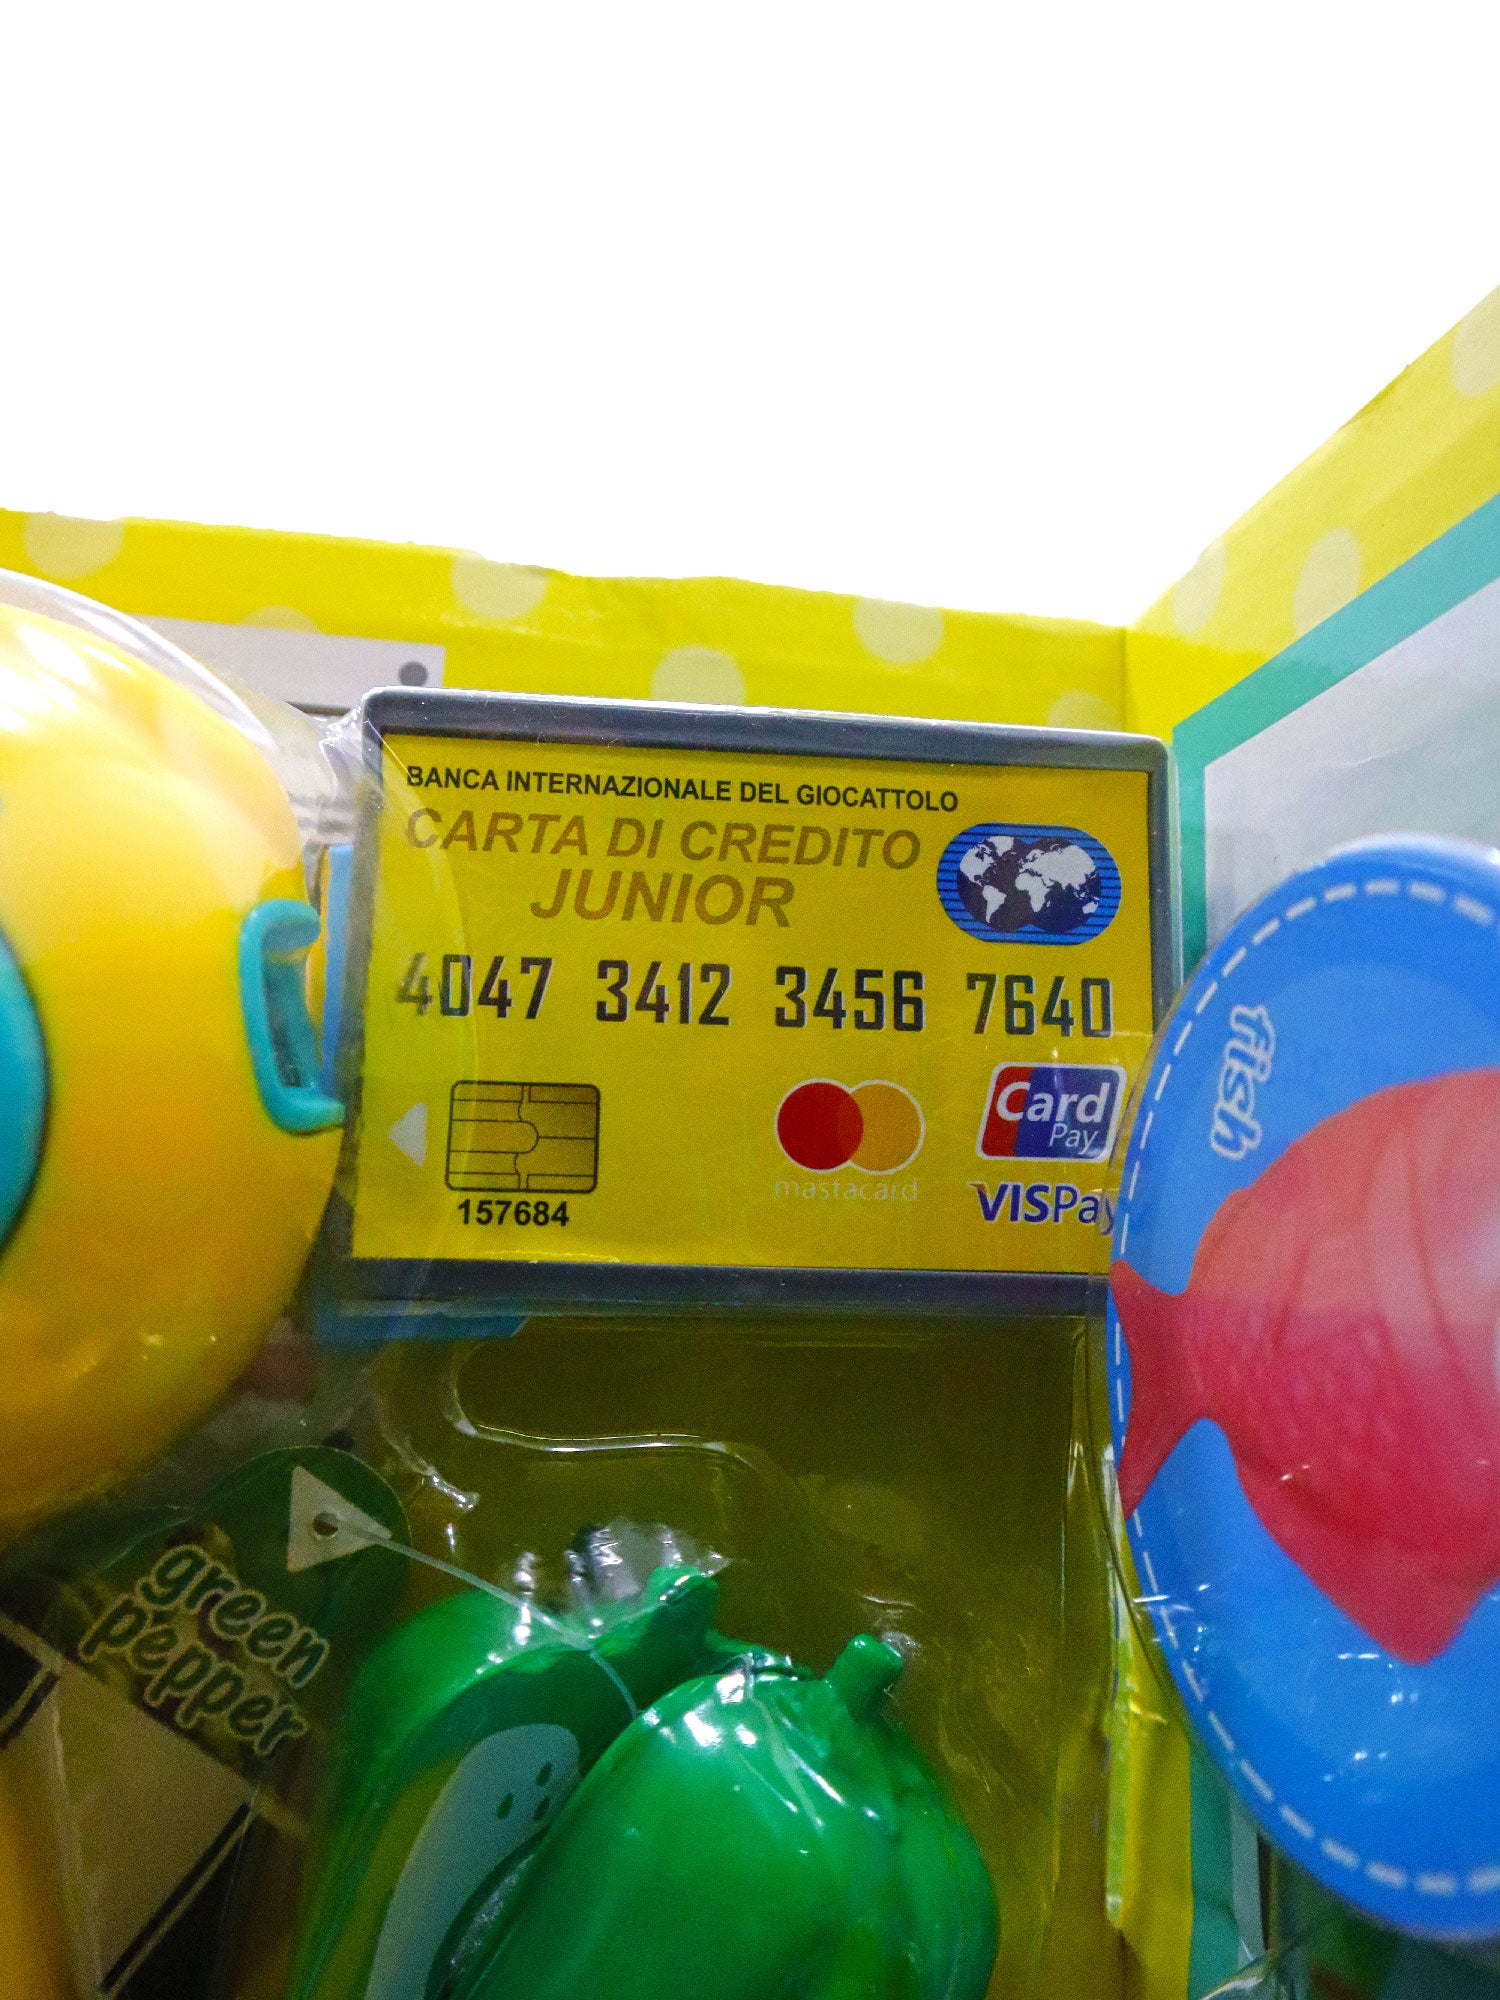 BANCA INTERNAZIONALE DEL GIOCATTOLO
CARTA DI CREDITO
JUNIOR
4047 3412 3456 7640
157684
mastacard
Card
Pay
VISPay
fish
green
pepper